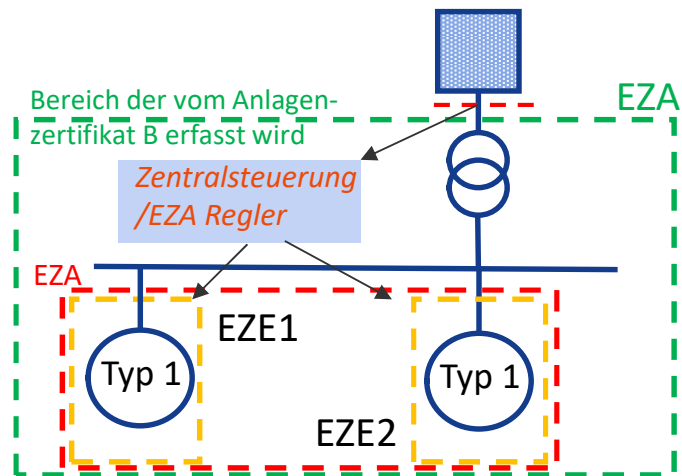 Bereich der vom Anlagen-
zertifikat B erfasst wird
EZA
Zentralsteuerung
/EZA Regler
EZA
EZE1
Typ 1
Typ 1
EZE2